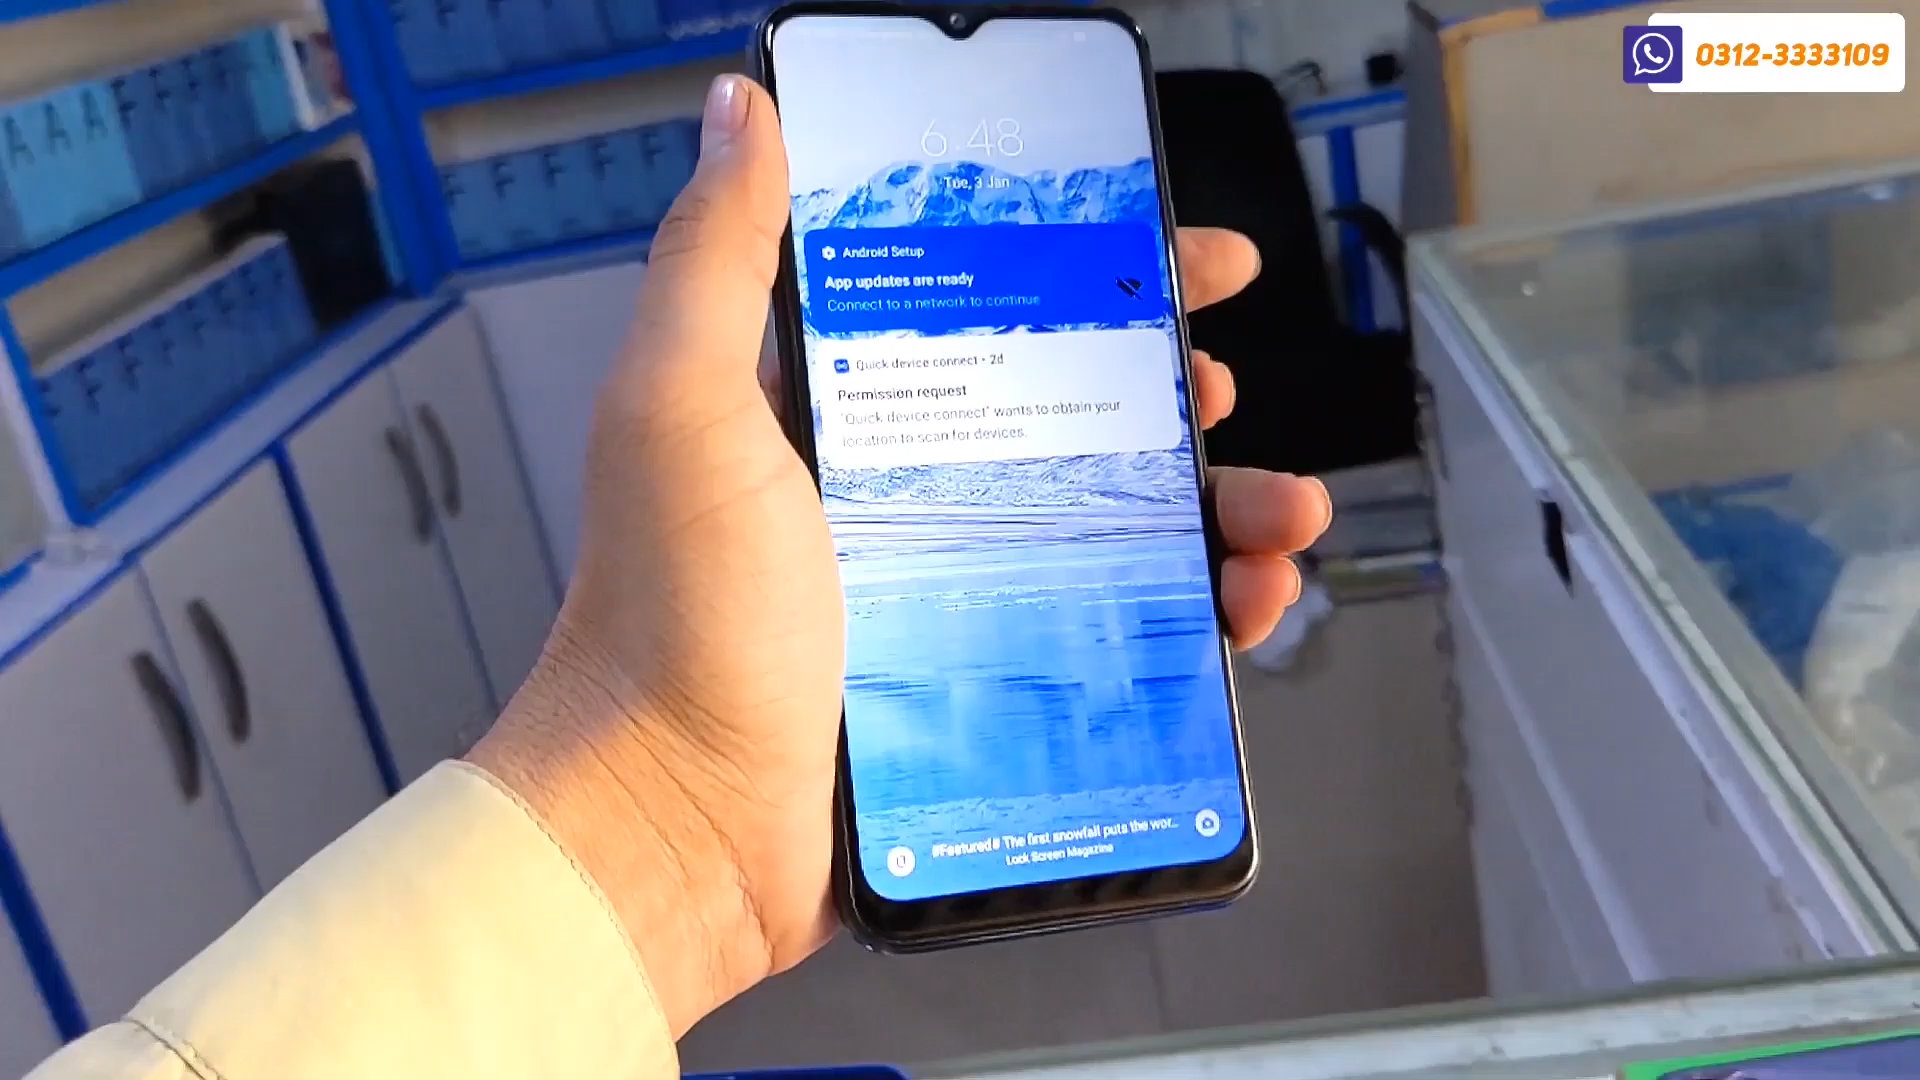 0312-3333109
6.48
Tue, 3 Jan
Android Setup
App updates are ready
Connect to a network to continue
Quick device connect • 2d
Permission request
"Quick device connect" wants to obtain your
location to scan for devices.
#Featured# The first snowfall puts the wor...
Lock Screen Magazine
A A A F F F F
F F F F F
F F F F F F F